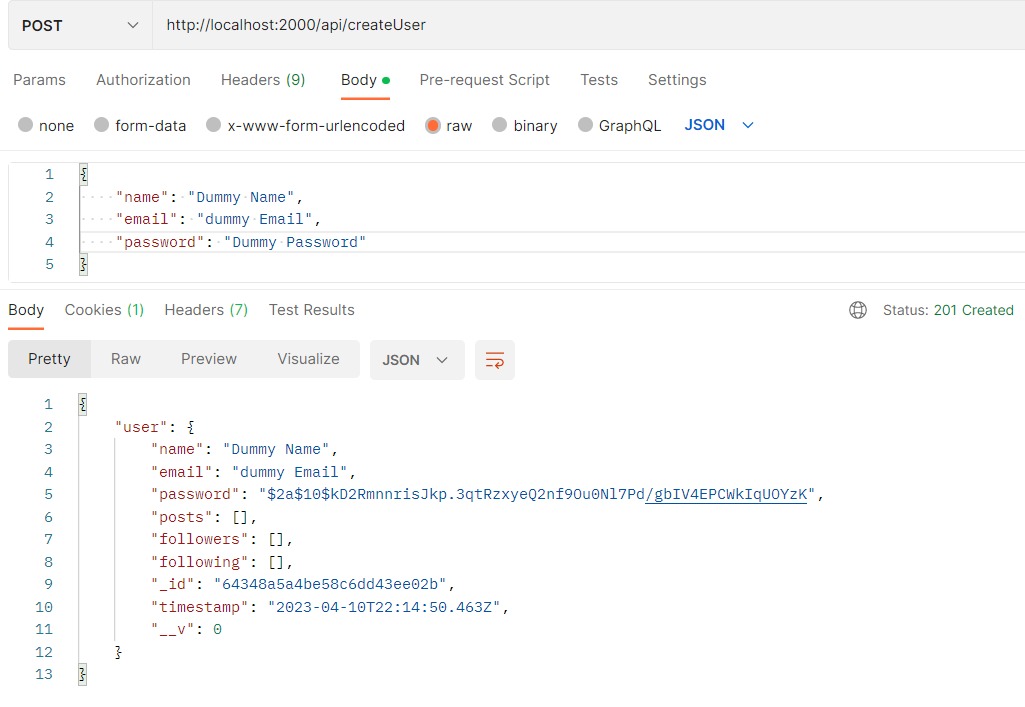 POST http://localhost:2000/api/createUser
Params Authorization Headers (9) Body Pre-request Script Tests Settings
none form-data x-www-form-urlencoded raw binary GraphQL JSON
1 {
2 ····"name":·"Dummy·Name",
3 ····"email":·"dummy·Email",
4 ····"password":·"Dummy·Password"
5 }
Body Cookies (1) Headers (7) Test Results Status: 201 Created
Pretty Raw Preview Visualize JSON
1 {
2 "user": {
3 "name": "Dummy Name",
4 "email": "dummy Email",
5 "password": "$2a$10$kD2RmnnrisJkp.3qtRzxyeQ2nf9Ou0Nl7Pd/gbIV4EPCWkIqUOYzK",
6 "posts": [],
7 "followers": [],
8 "following": [],
9 "_id": "64348a5a4be58c6dd43ee02b",
10 "timestamp": "2023-04-10T22:14:50.463Z",
11 "__v": 0
12 }
13 }